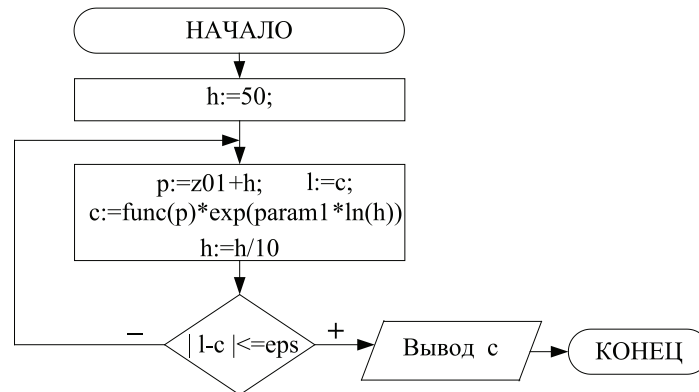 НАЧАЛО
h:=50;
p:=z01+h; l:=c;
c:=func(p)*exp(param1*ln(h))
h:=h/10
| l-c |<=eps
−
+
Вывод с
КОНЕЦ